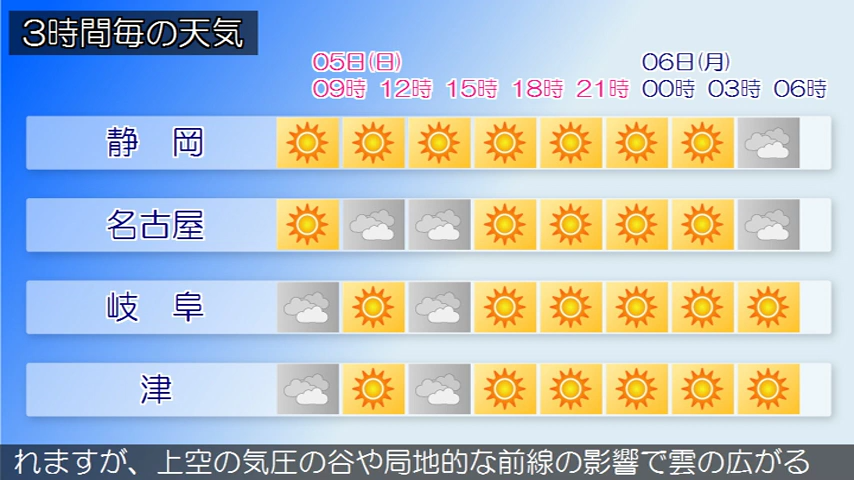 3時間毎の天気
05日(日) 06日(月)
09時 12時 15時 18時 21時 00時 03時 06時
静 岡
名古屋
岐 阜
津
れますが、上空の気圧の谷や局地的な前線の影響で雲の広がる